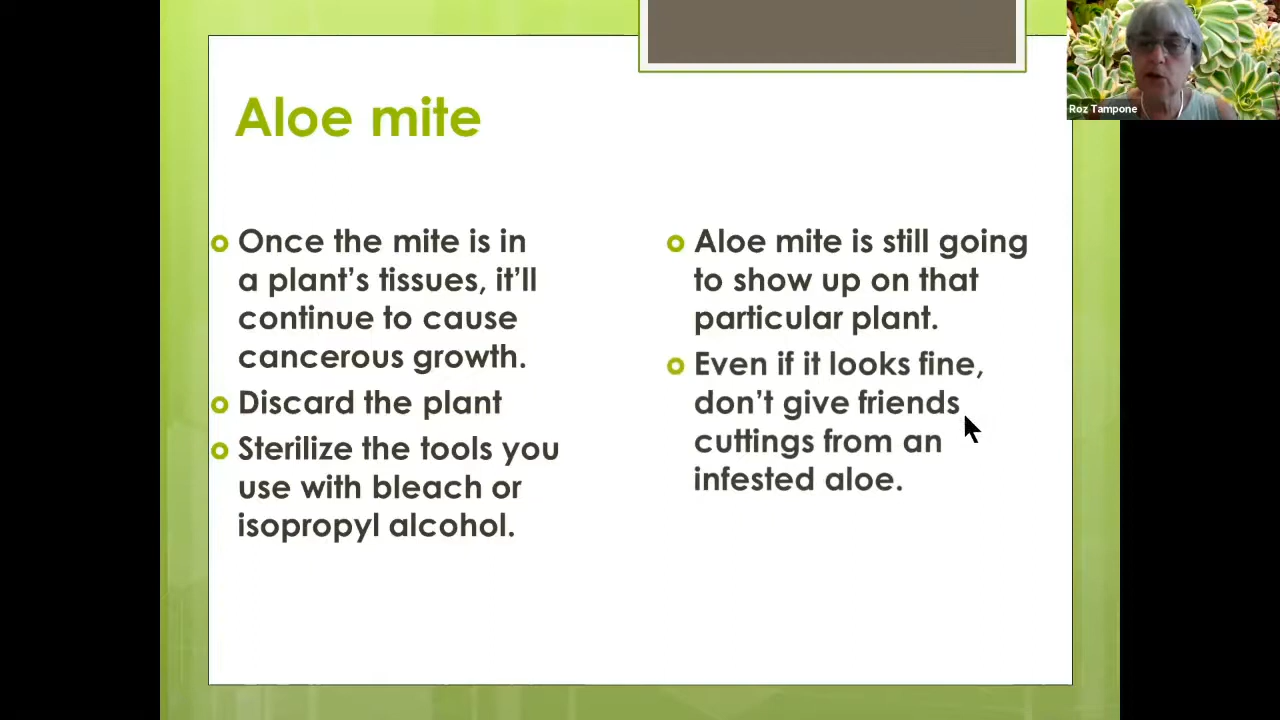 Aloe mite
Once the mite is in
a plant’s tissues, it’ll
continue to cause
cancerous growth.
Discard the plant
Sterilize the tools you
use with bleach or
isopropyl alcohol.
Aloe mite is still going
to show up on that
particular plant.
Even if it looks fine,
don’t give friends
cuttings from an
infested aloe.
Roz Tampone